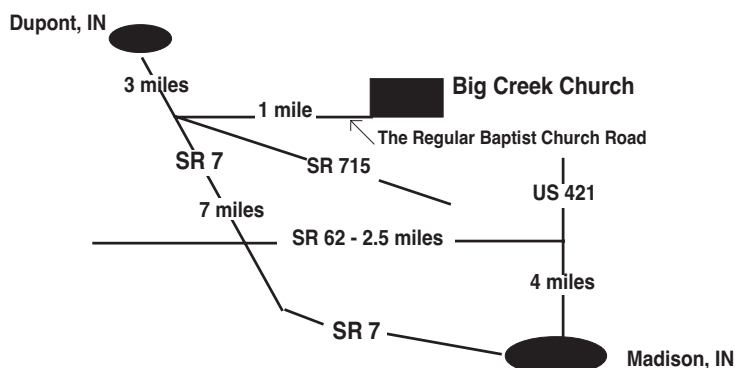 Dupont, IN
3 miles
Big Creek Church
1 mile
The Regular Baptist Church Road
SR 7
SR 715
US 421
7 miles
SR 62 - 2.5 miles
4 miles
SR 7
Madison, IN